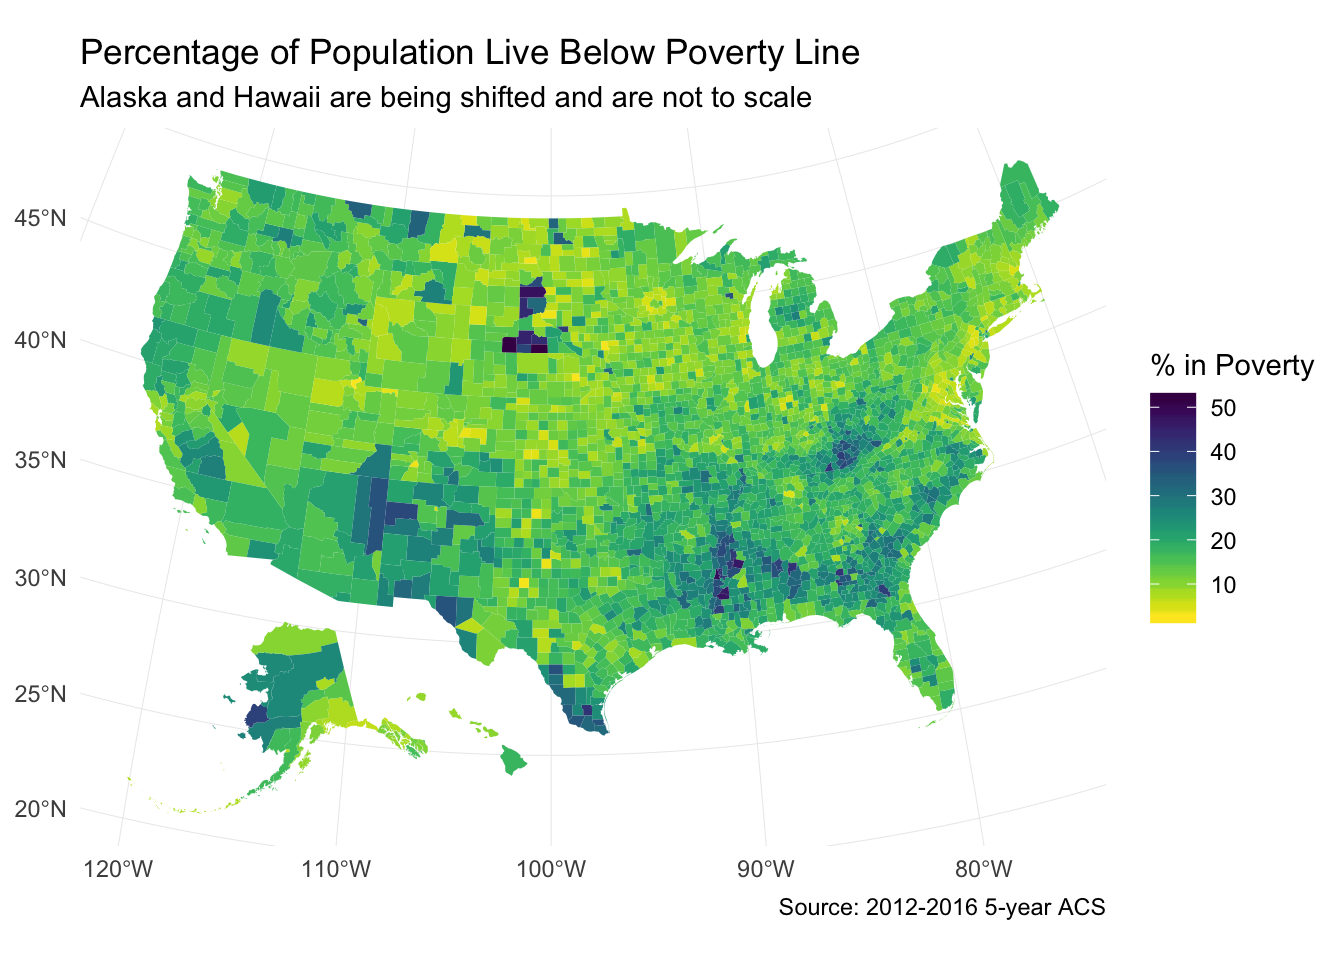 Percentage of Population Live Below Poverty Line
Alaska and Hawaii are being shifted and are not to scale
45°N
40°N
35°N
30°N
25°N
20°N
120°W
110°W
100°W
90°W
80°W
% in Poverty
50
40
30
20
10
Source: 2012-2016 5-year ACS